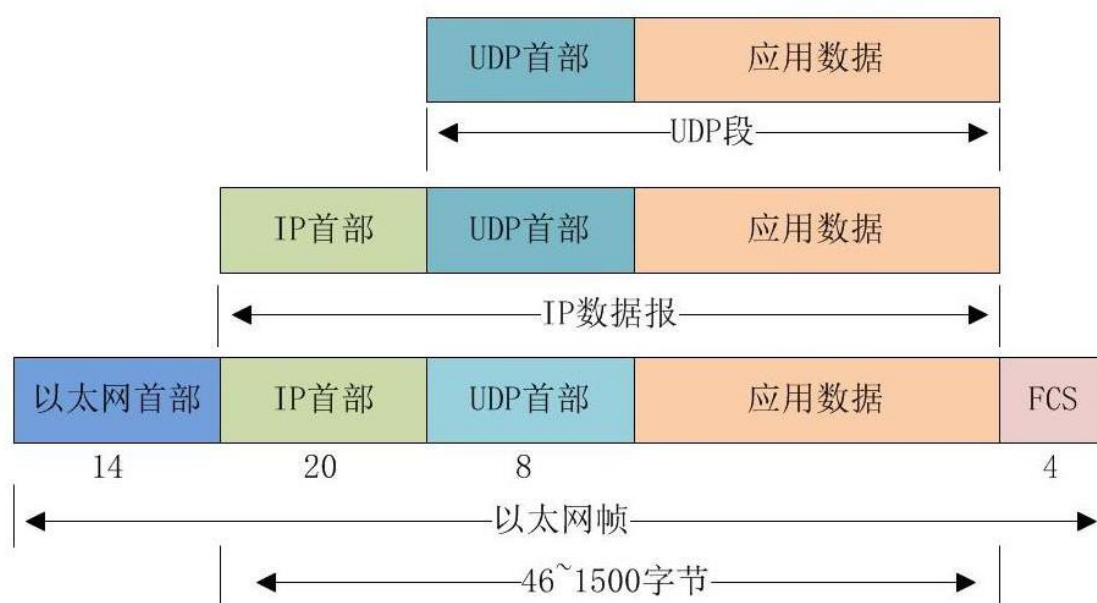 UDP首部 应用数据
UDP段
IP首部 UDP首部 应用数据
IP数据报
以太网首部 IP首部 UDP首部 应用数据 FCS
14 20 8 4
以太网帧
46~1500字节